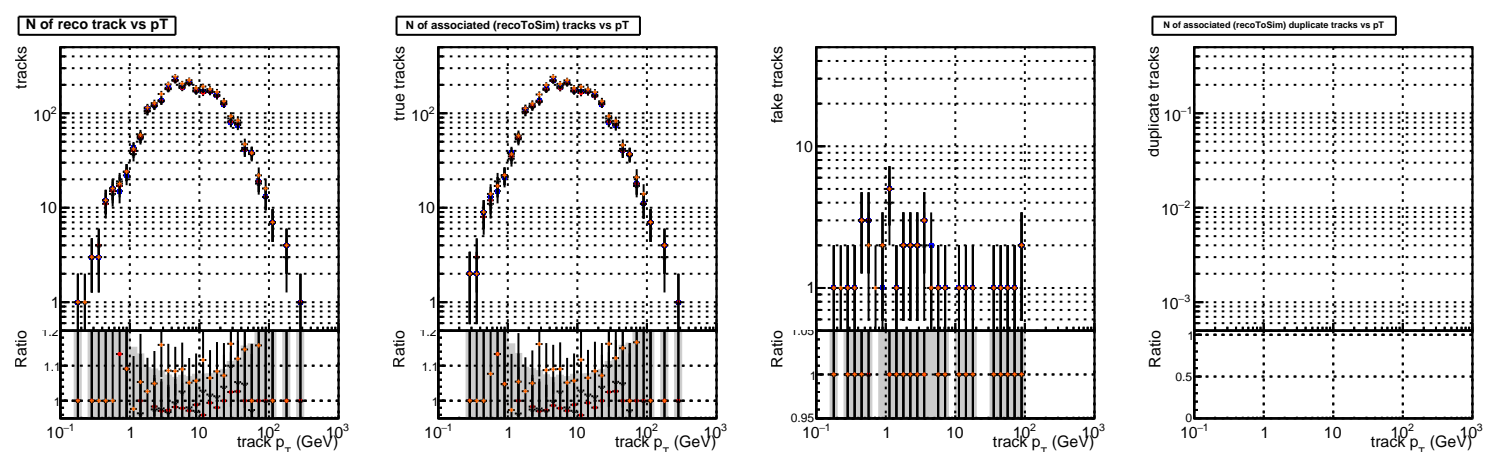 N of reco track vs pT
tracks
10²
10
1
Ratio
1.2
1.1
1
10⁻¹ 1 10 10² 10³
track p_T (GeV)
N of associated (recoToSim) tracks vs pT
true tracks
10²
10
1
Ratio
1.2
1.1
1
10⁻¹ 1 10 10² 10³
track p_T (GeV)
fake tracks
10
1
Ratio
1.05
1
0.95
10⁻¹ 1 10 10² 10³
track p_T (GeV)
N of associated (recoToSim) duplicate tracks vs pT
duplicate tracks
10⁻¹
10⁻²
10⁻³
Ratio
1
0.5
0
10⁻¹ 1 10 10² 10³
track p_T (GeV)